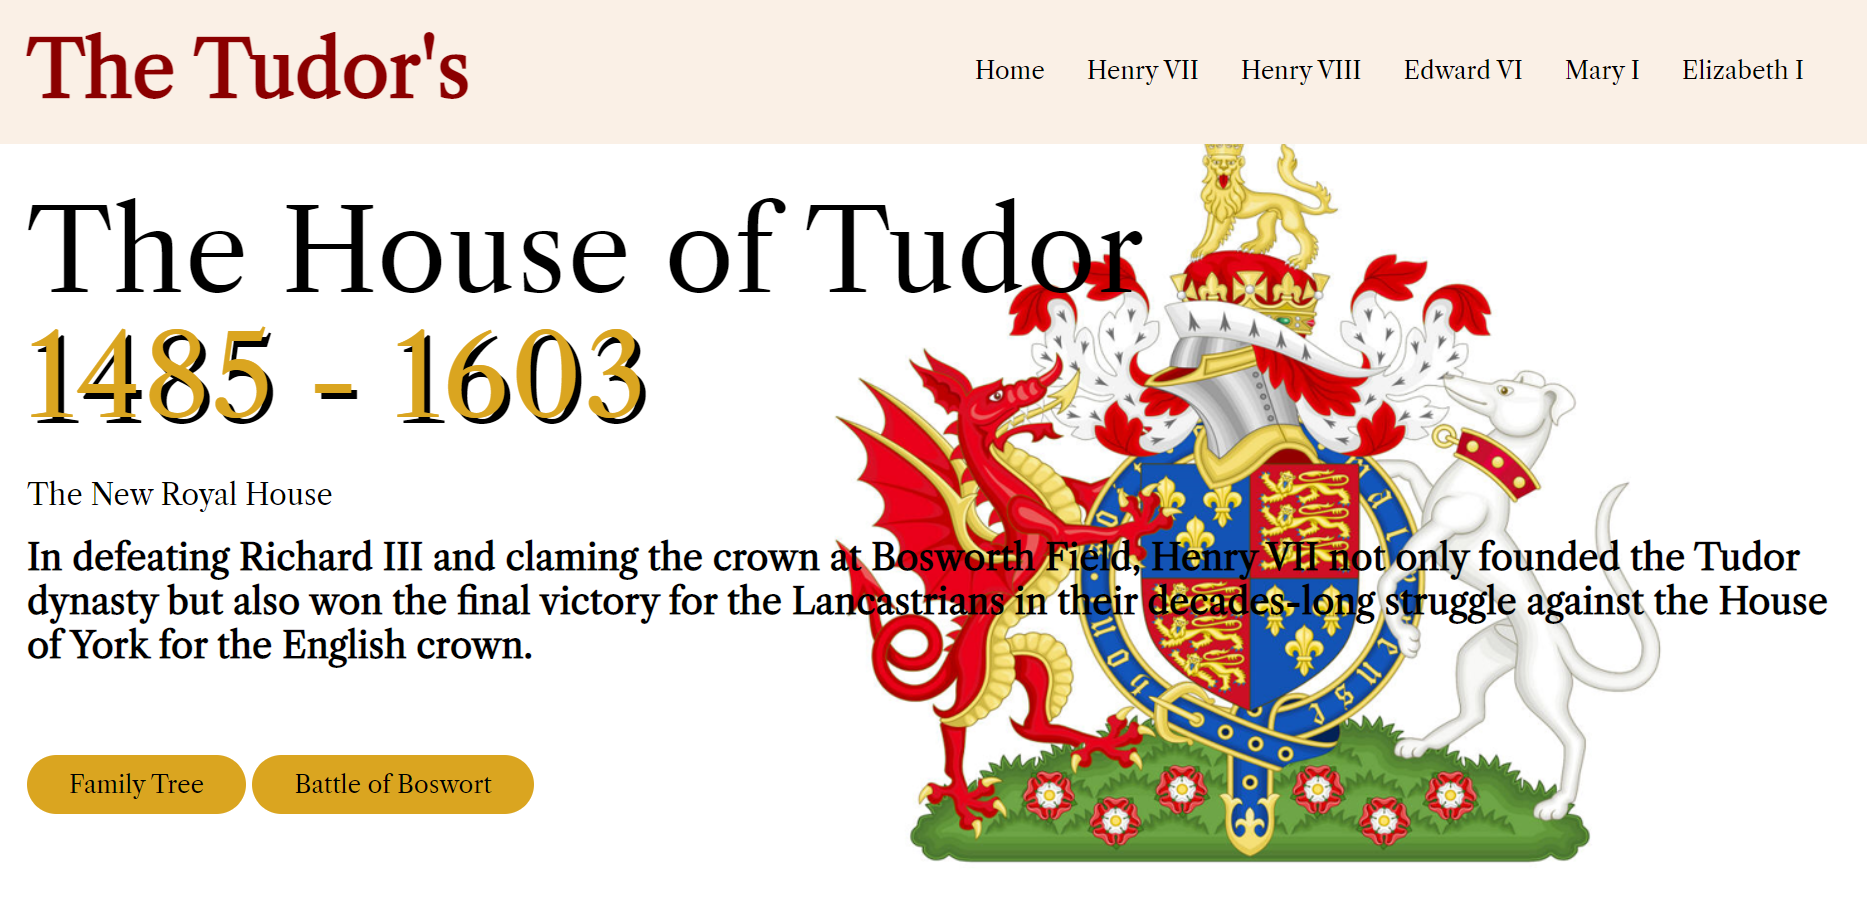 The Tudor's
Home Henry VII Henry VIII Edward VI Mary I Elizabeth I
The House of Tudor
1485 - 1603
The New Royal House
In defeating Richard III and claming the crown at Bosworth Field, Henry VII not only founded the Tudor
dynasty but also won the final victory for the Lancastrians in their decades-long struggle against the House
of York for the English crown.
Family Tree Battle of Boswort